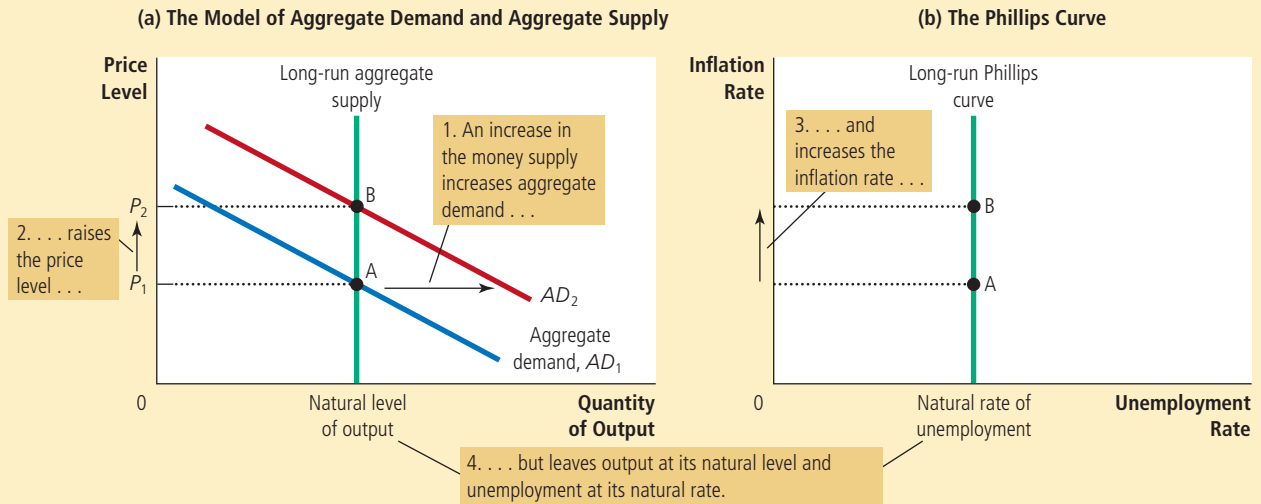 (a) The Model of Aggregate Demand and Aggregate Supply
Price
Level
Long-run aggregate
supply
1. An increase in
the money supply
increases aggregate
demand . . .
P2
B
2. . . . raises
the price
level . . .
P1
A
AD2
Aggregate
demand, AD1
0
Natural level
of output
Quantity
of Output
(b) The Phillips Curve
Inflation
Rate
Long-run Phillips
curve
3. . . . and
increases the
inflation rate . . .
B
A
0
Natural rate of
unemployment
Unemployment
Rate
4. . . . but leaves output at its natural level and
unemployment at its natural rate.